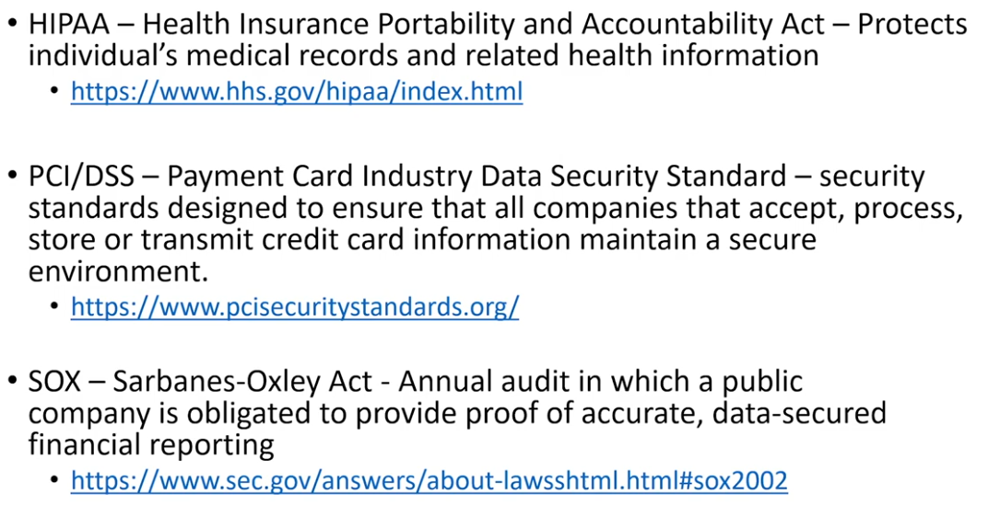 • HIPAA – Health Insurance Portability and Accountability Act – Protects
individual’s medical records and related health information
• https://www.hhs.gov/hipaa/index.html
• PCI/DSS – Payment Card Industry Data Security Standard – security
standards designed to ensure that all companies that accept, process,
store or transmit credit card information maintain a secure
environment.
• https://www.pcisecuritystandards.org/
• SOX – Sarbanes-Oxley Act - Annual audit in which a public
company is obligated to provide proof of accurate, data-secured
financial reporting
• https://www.sec.gov/answers/about-lawsshtml.html#sox2002